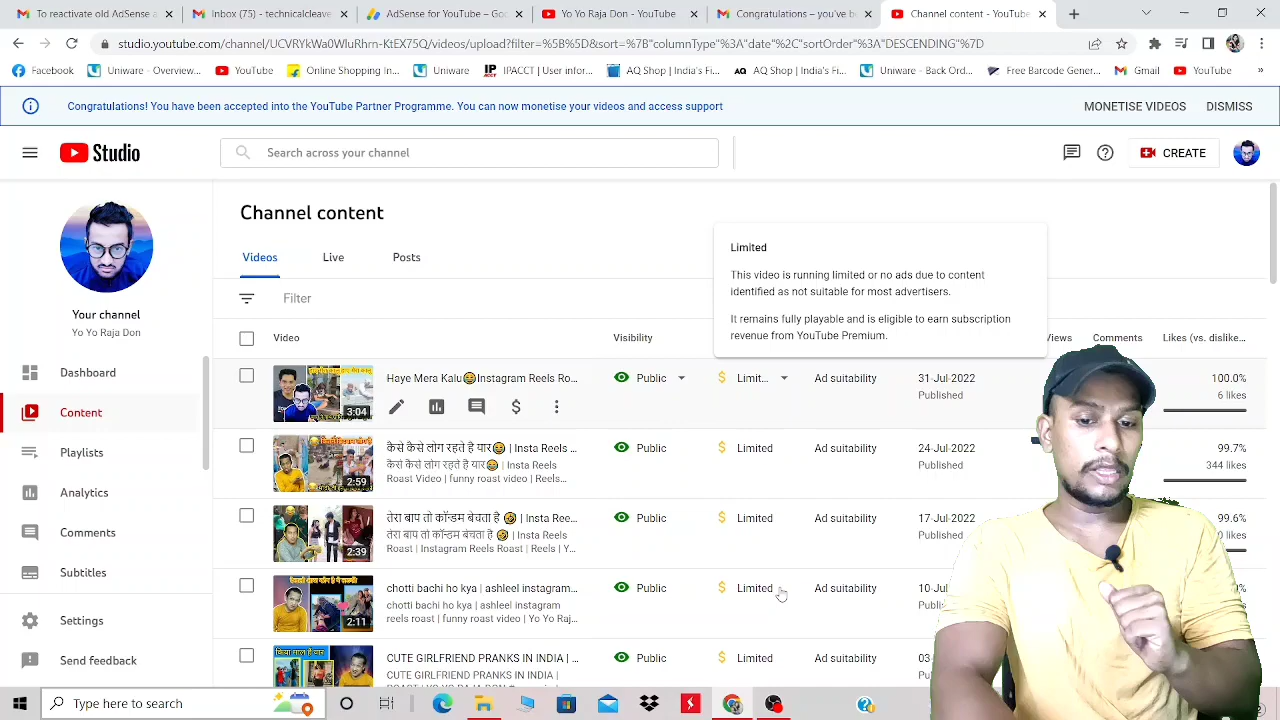 To reactivate old AdSense a
Inbox (75) - technicalcleave
AdSense for YouTube – Goo
Yo Yo Raja Don - YouTube
Congratulations – you've be
Channel content - YouTube
studio.youtube.com/channel/UCVRYkWa0WluRhrn-KtEX75Q/videos/upload?filter=%5B%5D&sort=%7B"columnType"%3A"date"%2C"sortOrder"%3A"DESCENDING"%7D
Facebook
Uniware - Overview...
YouTube
Online Shopping In...
Uniware
IPACCT | User infor...
AQ Shop | India's Fi...
AQ Shop | India's Fi...
Uniware - Back Ord...
Free Barcode Gener...
Gmail
YouTube
Congratulations! You have been accepted into the YouTube Partner Programme. You can now monetise your videos and access support
MONETISE VIDEOS
DISMISS
Studio
Search across your channel
CREATE
Channel content
Limited
This video is running limited or no ads due to content
identified as not suitable for most advertisers.
It remains fully playable and is eligible to earn subscription
revenue from YouTube Premium.
Videos
Live
Posts
Filter
Your channel
Yo Yo Raja Don
Video
Visibility
Views
Comments
Likes (vs. dislike...
Dashboard
Content
Playlists
Analytics
Comments
Subtitles
Settings
Send feedback
3:04
Haye Mera Kalu😂Instagram Reels Ro...
Public
Limit...
Ad suitability
31-Jul-2022
Published
100.0%
6 likes
2:59
कैसे कैसे लोग रहते है यार😂 | Insta Reels ...
कैसे कैसे लोग रहते है यार😂 | Insta Reels
Roast Video | funny roast video | Reels...
Public
Limited
Ad suitability
24-Jul-2022
Published
99.7%
344 likes
2:39
तेरा बाप तो कॉन्डम बेचता है 🤣 | Insta Ree...
तेरा बाप तो कॉन्डम बेचता है 🤣 | Insta Reels
Roast | Instagram Reels Roast | Reels | Y...
Public
Limited
Ad suitability
17-Jul-2022
Published
99.6%
likes
2:11
chotti bachi ho kya | ashleel instagram...
chotti bachi ho kya | ashleel instagram
reels roast | funny roast video | Yo Yo Raj...
Public
Limited
Ad suitability
10-Ju
Publi
CUTE GIRLFRIEND PRANKS IN INDIA | ...
Public
Limited
Ad suitability
03
Type here to search